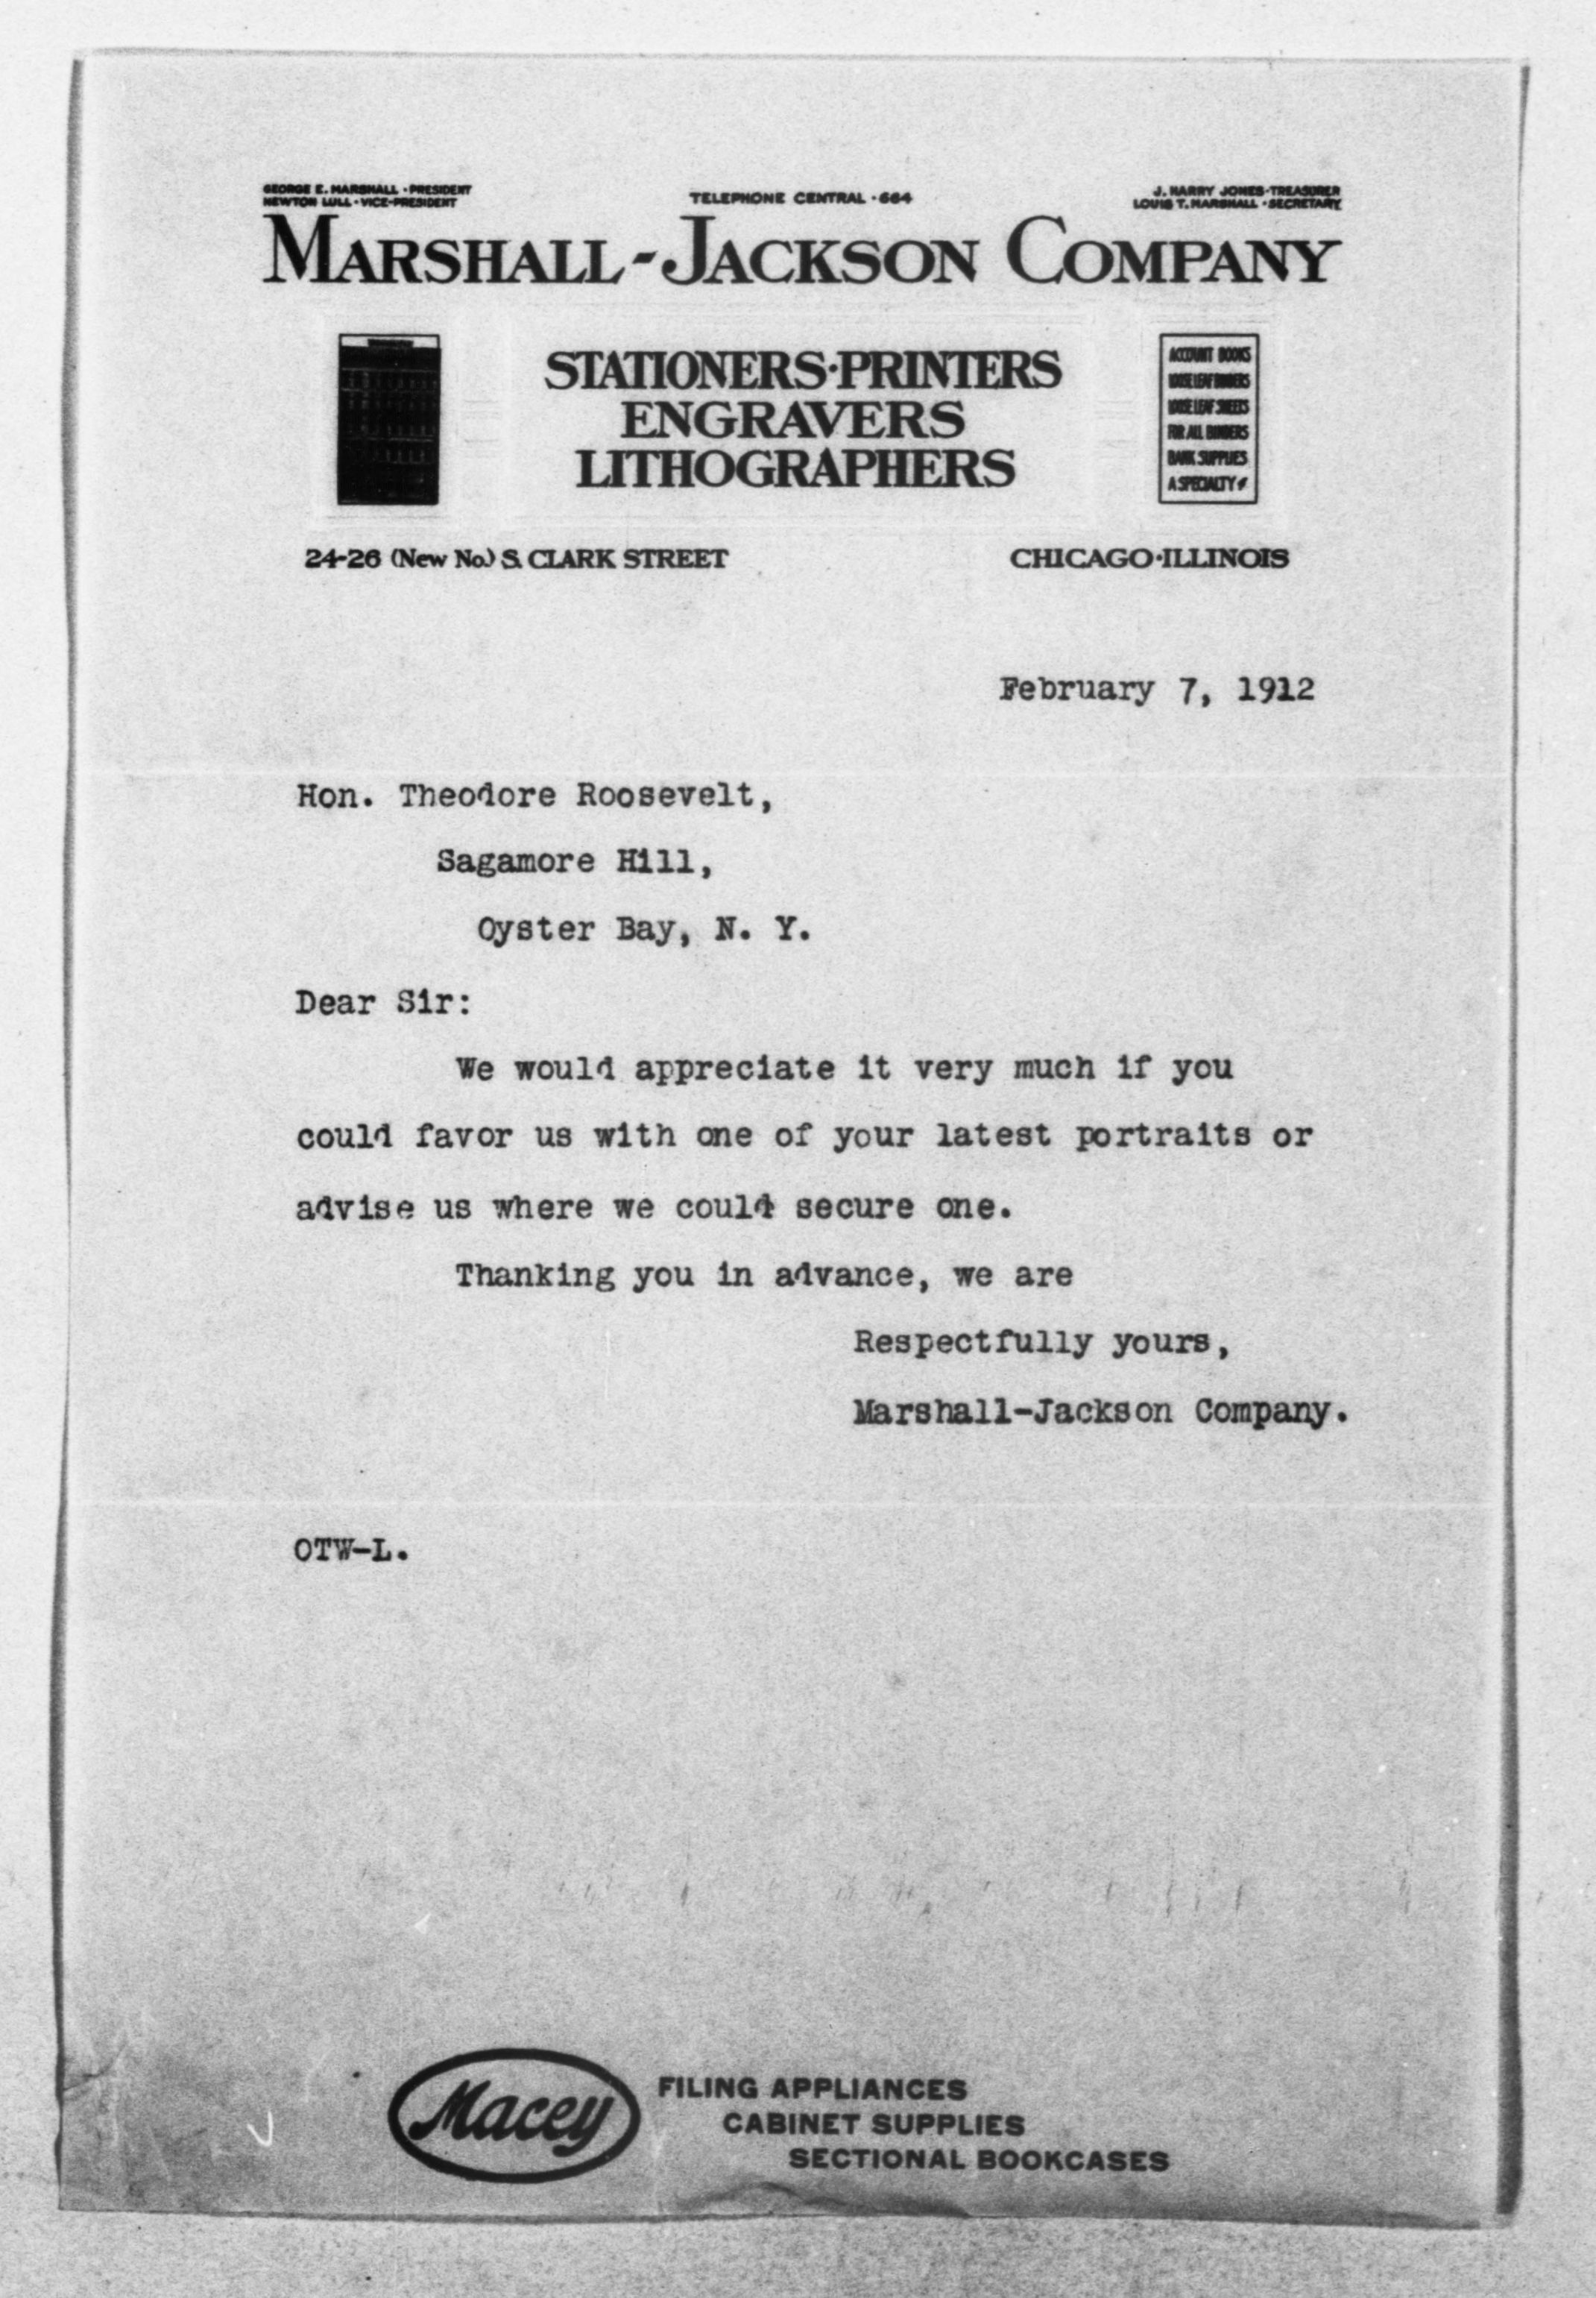 GEORGE E. MARSHALL · PRESIDENT
NEWTON LULL · VICE-PRESIDENT
TELEPHONE CENTRAL · 664
J. HARRY JONES · TREASURER
LOUIS T. MARSHALL · SECRETARY
MARSHALL-JACKSON COMPANY
STATIONERS·PRINTERS
ENGRAVERS
LITHOGRAPHERS
ACCOUNT BOOKS
LOOSE LEAF BINDERS
LOOSE LEAF SHEETS
FOR ALL BINDERS
BANK SUPPLIES
A SPECIALTY
24-26 (New No.) S. CLARK STREET
CHICAGO·ILLINOIS
February 7, 1912
Hon. Theodore Roosevelt,
Sagamore Hill,
Oyster Bay, N. Y.
Dear Sir:
We would appreciate it very much if you
could favor us with one of your latest portraits or
advise us where we could secure one.
Thanking you in advance, we are
Respectfully yours,
Marshall-Jackson Company.
OTW-L.
Macey
FILING APPLIANCES
CABINET SUPPLIES
SECTIONAL BOOKCASES